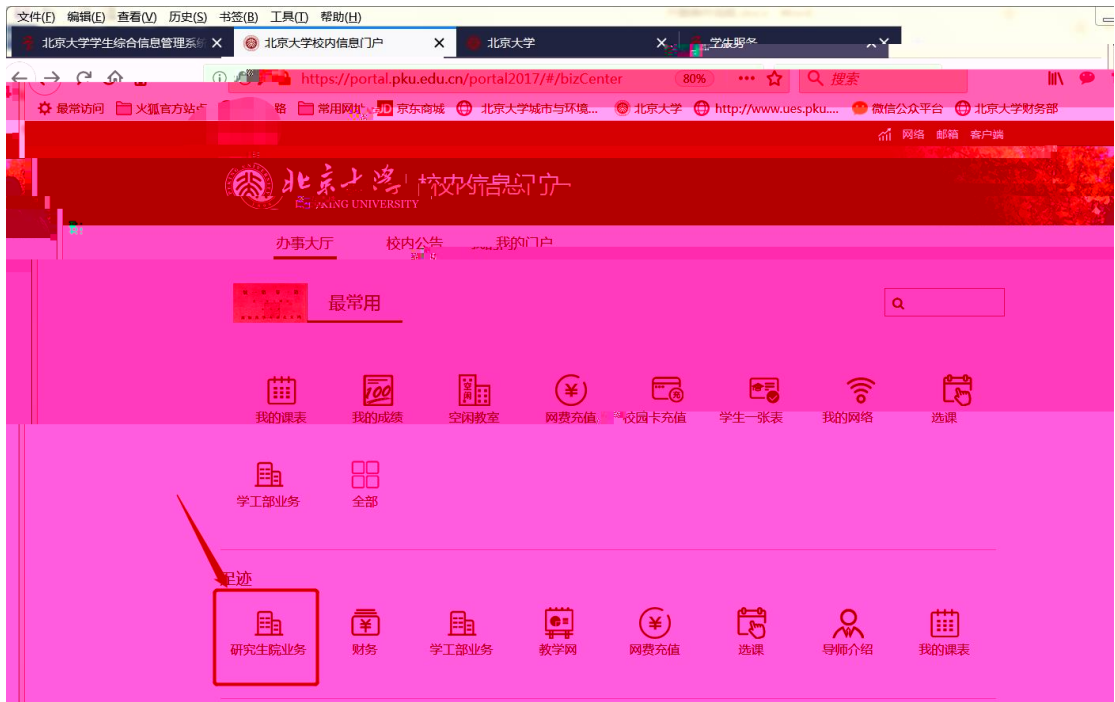 文件(F) 编辑(E) 查看(V) 历史(S) 书签(B) 工具(T) 帮助(H)
北京大学学生综合信息管理系统 北京大学校内信息门户 北京大学 学生服务
https://portal.pku.edu.cn/portal2017/#/bizCenter 80% 搜索
最常访问 火狐官方站点 常用网址 JD 京东商城 北京大学城市与环境... 北京大学 http://www.ues.pku.... 微信公众平台 北京大学财务部
网络 邮箱 客户端
北京大学 校内信息门户
PEKING UNIVERSITY
办事大厅 校内公告 我的门户
最常用
我的课表 我的成绩 空闲教室 网费充值 校园卡充值 学生一张表 我的网络 选课
学工部业务 全部
足迹
研究生院业务 财务 学工部业务 教学网 网费充值 选课 导师介绍 我的课表